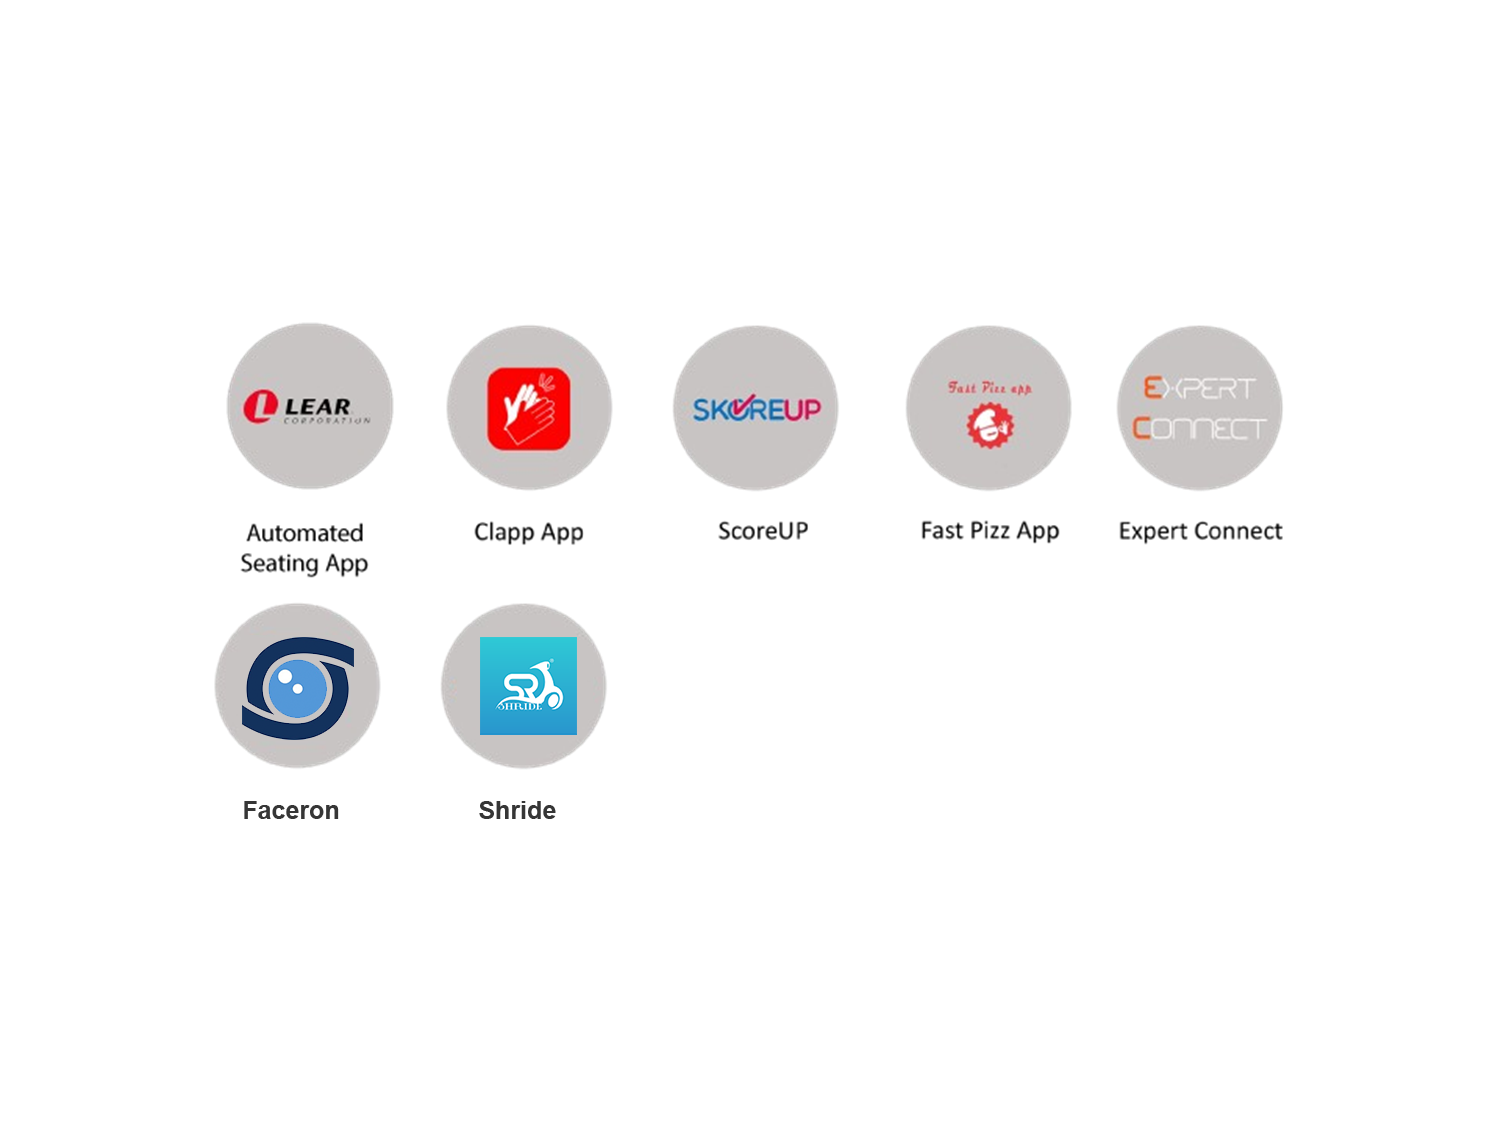 LEAR
CORPORATION
SKOREUP
Fast Pizz app
EXPERT
CONNECT
Automated
Seating App
Clapp App
ScoreUP
Fast Pizz App
Expert Connect
SR
SHRIDE
Faceron
Shride